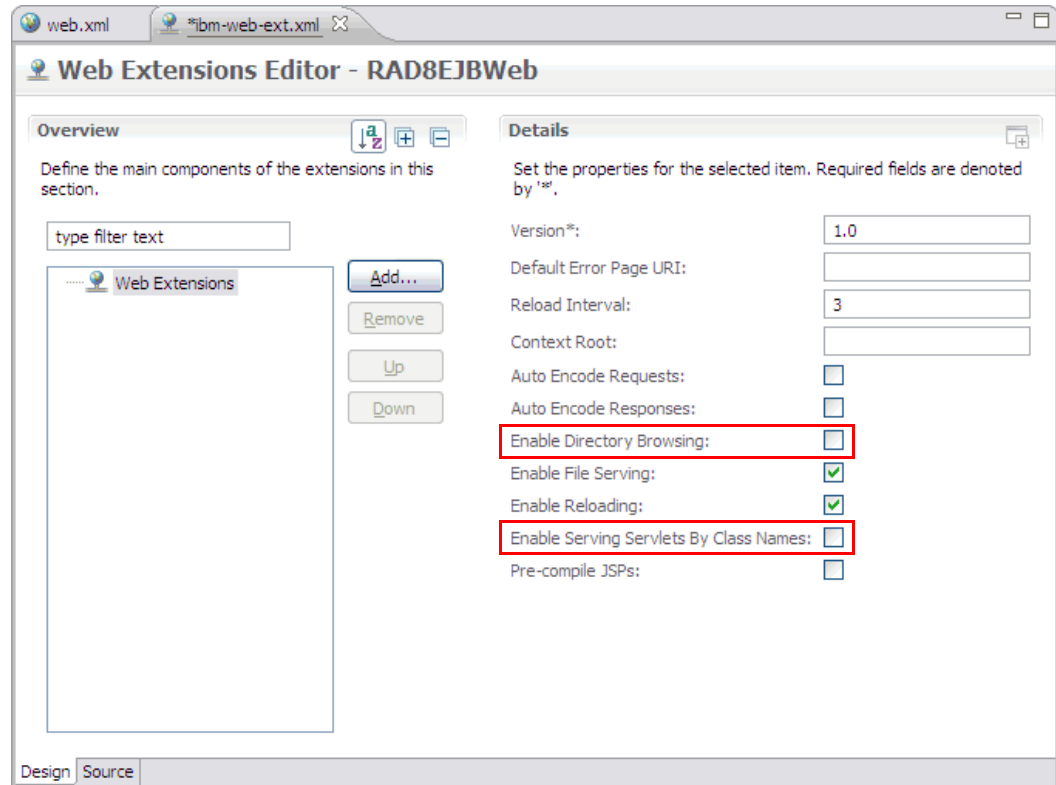 web.xml
*ibm-web-ext.xml
Web Extensions Editor - RAD8EJBWeb
Overview
Define the main components of the extensions in this
section.
type filter text
Web Extensions
Add...
Remove
Up
Down
Details
Set the properties for the selected item. Required fields are denoted
by '*'.
Version*: 1.0
Default Error Page URI:
Reload Interval: 3
Context Root:
Auto Encode Requests:
Auto Encode Responses:
Enable Directory Browsing:
Enable File Serving:
Enable Reloading:
Enable Serving Servlets By Class Names:
Pre-compile JSPs:
Design Source